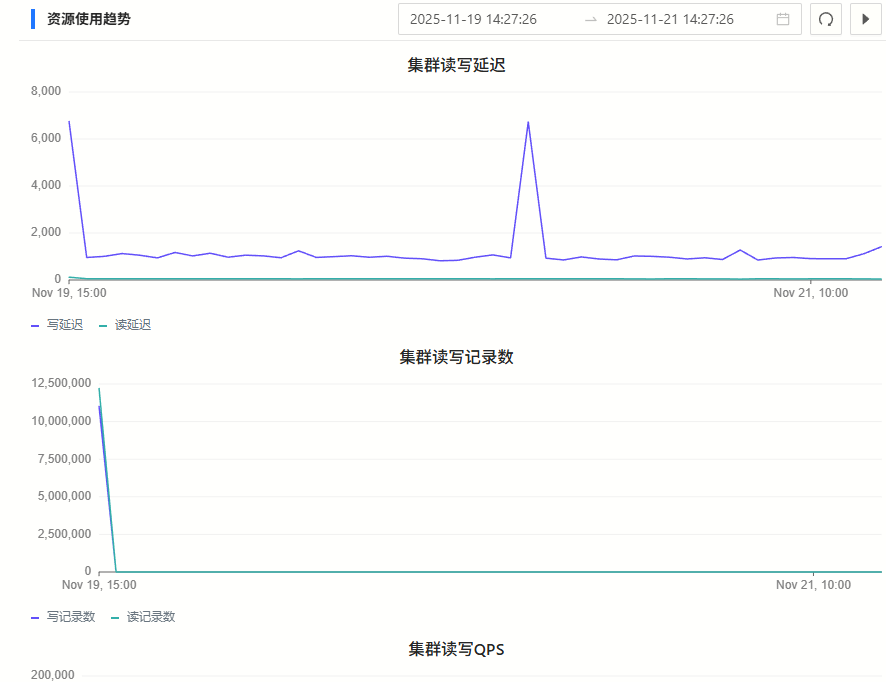 资源使用趋势
2025-11-19 14:27:26 → 2025-11-21 14:27:26
集群读写延迟
8,000
6,000
4,000
2,000
0
Nov 19, 15:00 Nov 21, 10:00
写延迟 读延迟
集群读写记录数
12,500,000
10,000,000
7,500,000
5,000,000
2,500,000
0
Nov 19, 15:00 Nov 21, 10:00
写记录数 读记录数
集群读写QPS
200,000